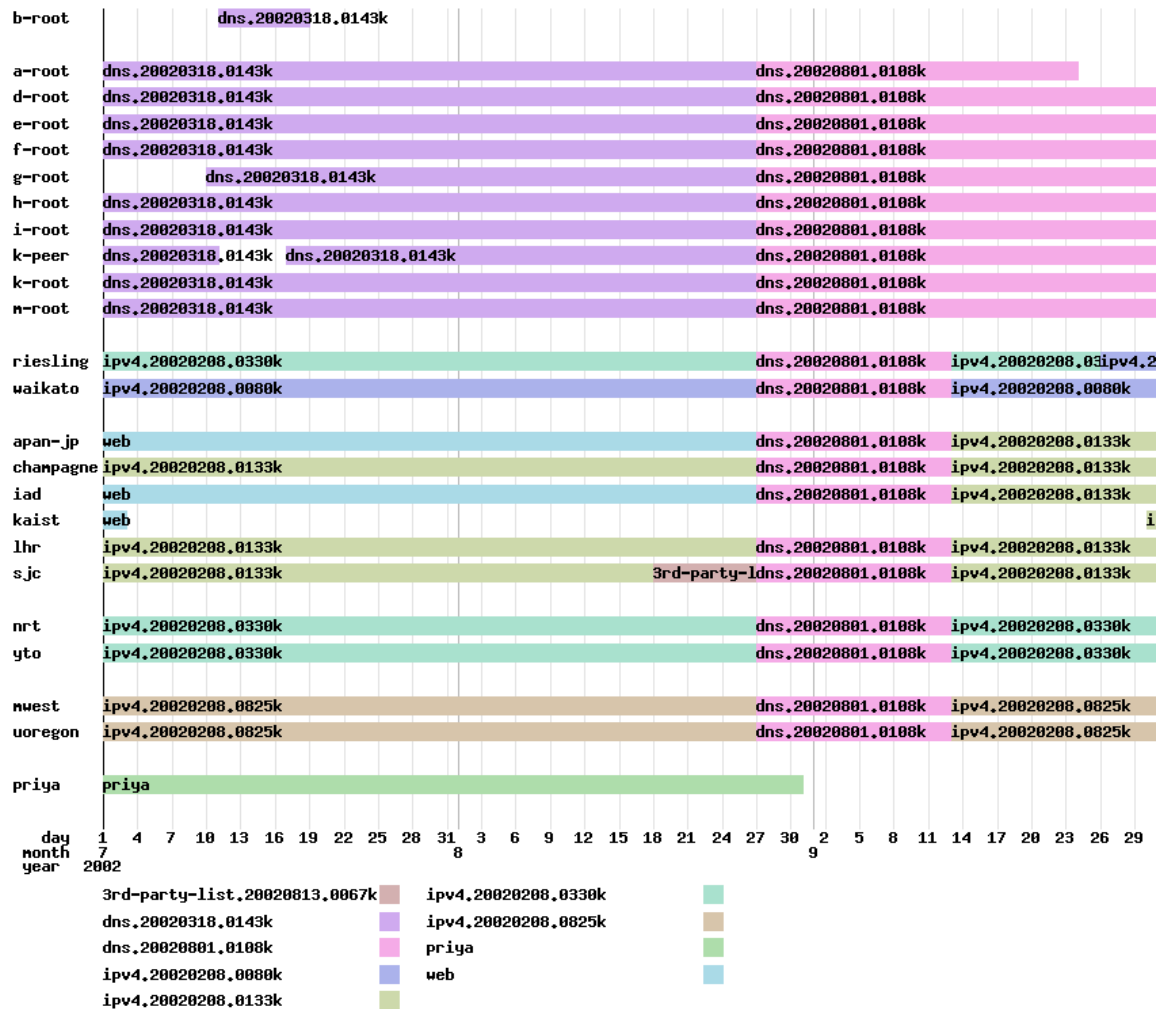 b-root dns.20020318.0143k
a-root dns.20020318.0143k dns.20020801.0108k
d-root dns.20020318.0143k dns.20020801.0108k
e-root dns.20020318.0143k dns.20020801.0108k
f-root dns.20020318.0143k dns.20020801.0108k
g-root dns.20020318.0143k dns.20020801.0108k
h-root dns.20020318.0143k dns.20020801.0108k
i-root dns.20020318.0143k dns.20020801.0108k
k-peer dns.20020318.0143k dns.20020318.0143k dns.20020801.0108k
k-root dns.20020318.0143k dns.20020801.0108k
m-root dns.20020318.0143k dns.20020801.0108k
riesling ipv4.20020208.0330k dns.20020801.0108k ipv4.20020208.03 ipv4.2
waikato ipv4.20020208.0080k dns.20020801.0108k ipv4.20020208.0080k
apan-jp web dns.20020801.0108k ipv4.20020208.0133k
champagne ipv4.20020208.0133k dns.20020801.0108k ipv4.20020208.0133k
iad web dns.20020801.0108k ipv4.20020208.0133k
kaist web i
lhr ipv4.20020208.0133k dns.20020801.0108k ipv4.20020208.0133k
sjc ipv4.20020208.0133k 3rd-party-l dns.20020801.0108k ipv4.20020208.0133k
nrt ipv4.20020208.0330k dns.20020801.0108k ipv4.20020208.0330k
yto ipv4.20020208.0330k dns.20020801.0108k ipv4.20020208.0330k
mwest ipv4.20020208.0825k dns.20020801.0108k ipv4.20020208.0825k
uoregon ipv4.20020208.0825k dns.20020801.0108k ipv4.20020208.0825k
priya priya
day 1 4 7 10 13 16 19 22 25 28 31 3 6 9 12 15 18 21 24 27 30 2 5 8 11 14 17 20 23 26 29
month 7 8 9
year 2002
3rd-party-list.20020813.0067k ipv4.20020208.0330k
dns.20020318.0143k ipv4.20020208.0825k
dns.20020801.0108k priya
ipv4.20020208.0080k web
ipv4.20020208.0133k